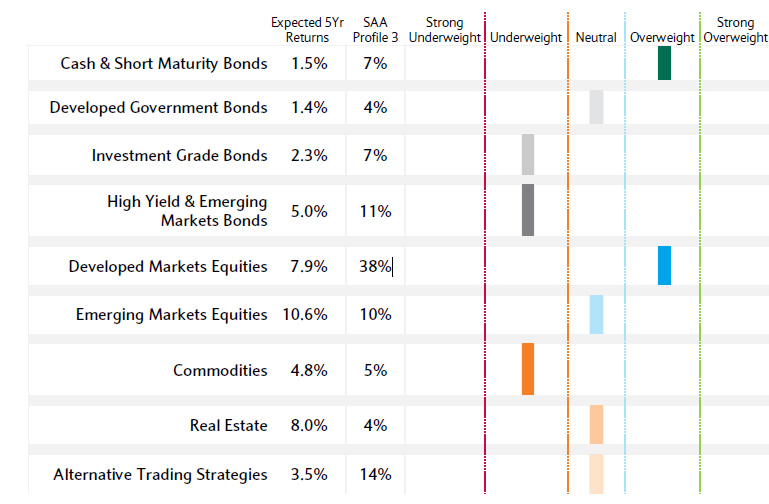 Expected 5Yr Returns SAA Profile 3 Strong Underweight Underweight Neutral Overweight Strong Overweight
Cash & Short Maturity Bonds 1.5% 7%
Developed Government Bonds 1.4% 4%
Investment Grade Bonds 2.3% 7%
High Yield & Emerging
Markets Bonds 5.0% 11%
Developed Markets Equities 7.9% 38%
Emerging Markets Equities 10.6% 10%
Commodities 4.8% 5%
Real Estate 8.0% 4%
Alternative Trading Strategies 3.5% 14%